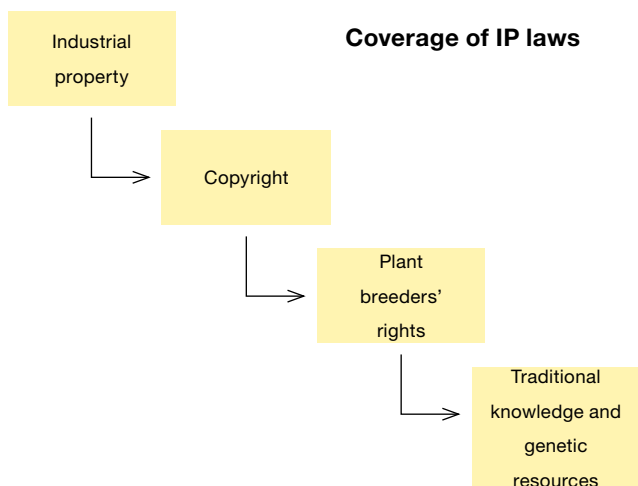 Coverage of IP laws
Industrial
property
Copyright
Plant
breeders’
rights
Traditional
knowledge and
genetic
resources